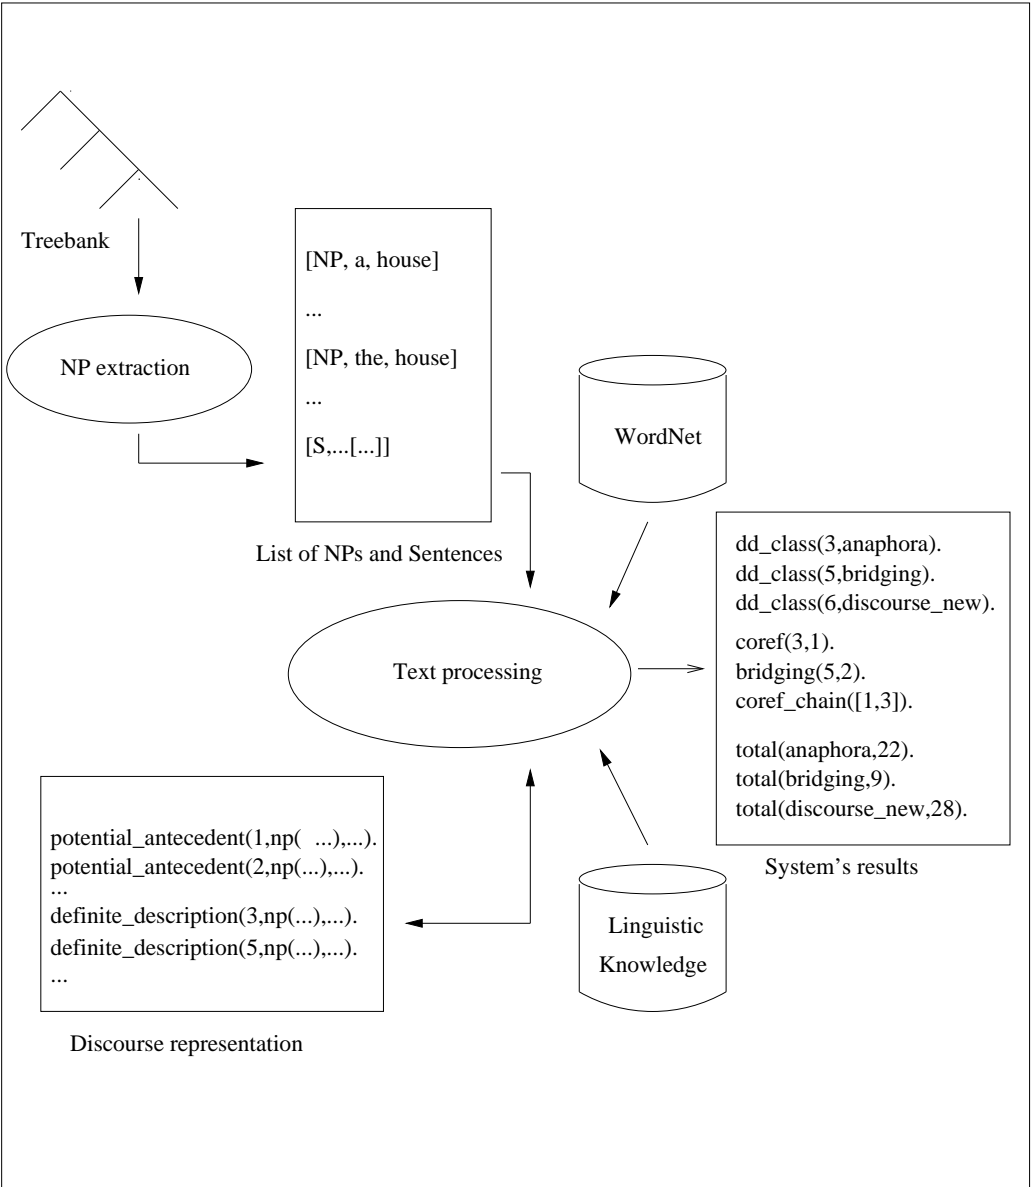 Treebank
NP extraction
[NP, a, house]
...
[NP, the, house]
...
[S,...[...]]
List of NPs and Sentences
WordNet
Text processing
dd_class(3,anaphora).
dd_class(5,bridging).
dd_class(6,discourse_new).
coref(3,1).
bridging(5,2).
coref_chain([1,3]).
total(anaphora,22).
total(bridging,9).
total(discourse_new,28).
System's results
potential_antecedent(1,np( ...),...).
potential_antecedent(2,np(...),...).
...
definite_description(3,np(...),...).
definite_description(5,np(...),...).
...
Discourse representation
Linguistic
Knowledge